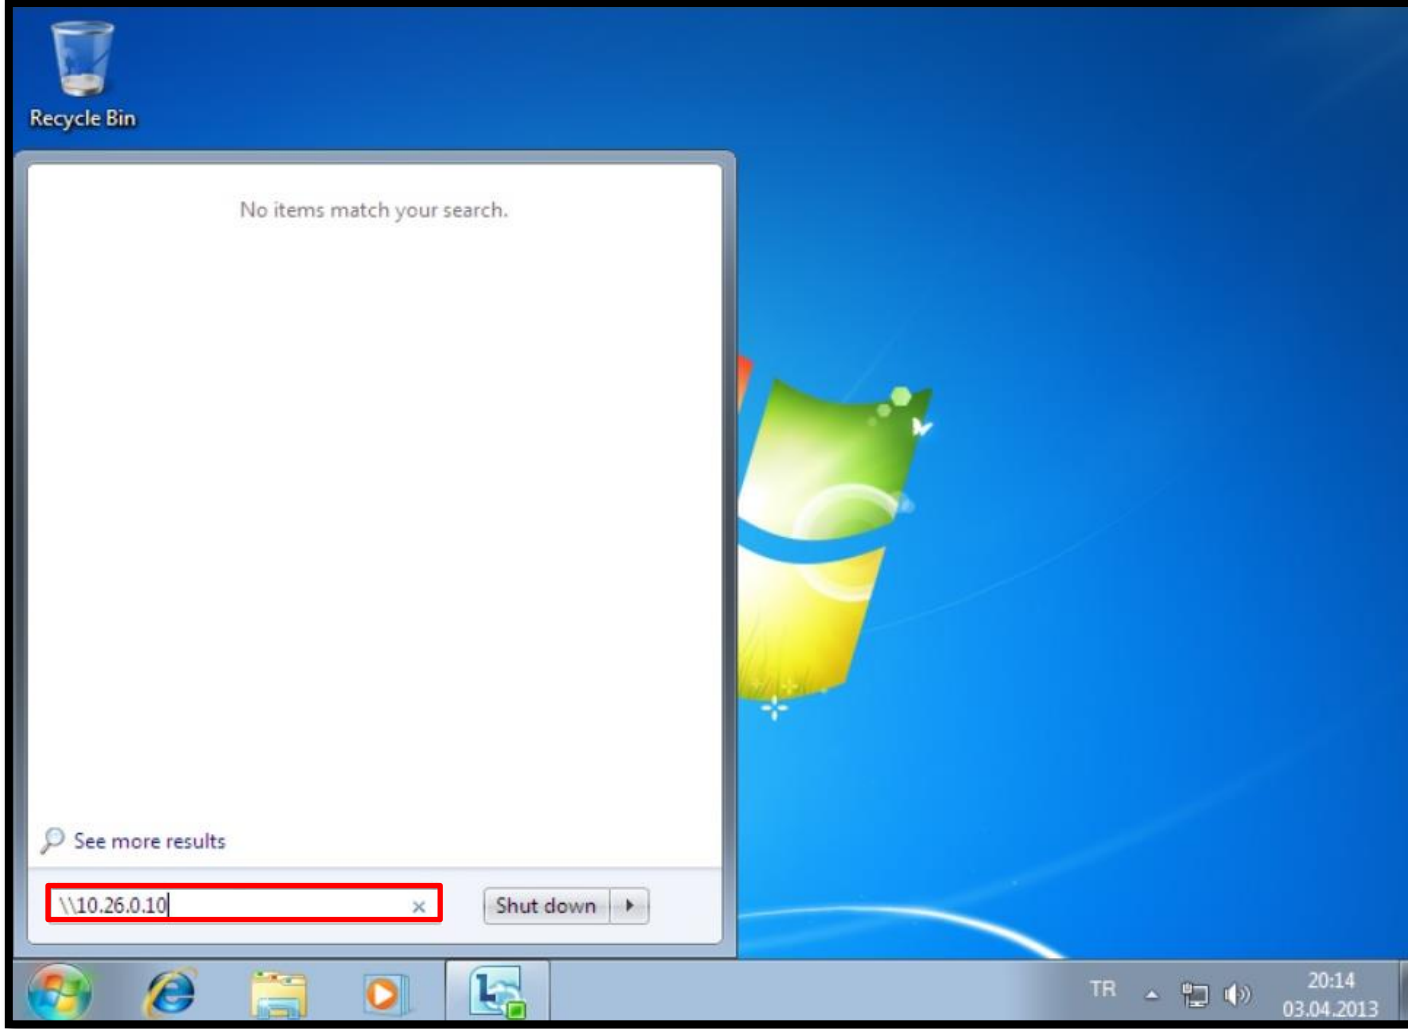 Recycle Bin
No items match your search.
See more results
\\10.26.0.10
Shut down
TR
20:14
03.04.2013